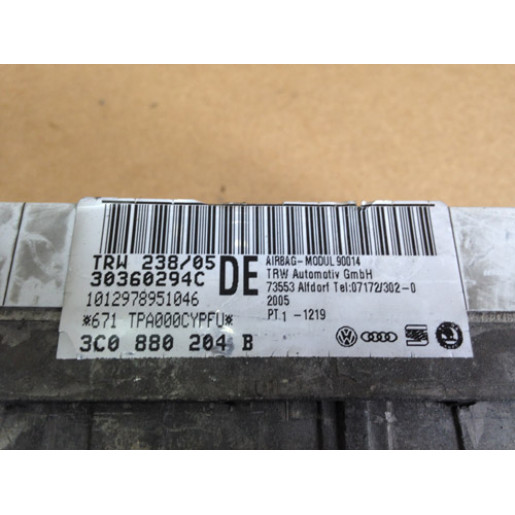 TRW 238/05
30360294C
DE
1012978951046
*671 TPA000CYPFU*
3C0 880 204 B
AIRBAG-MODUL 90014
TRW Automotiv GmbH
73553 Alfdorf Tel:07172/302-0
2005
PT1 -1219